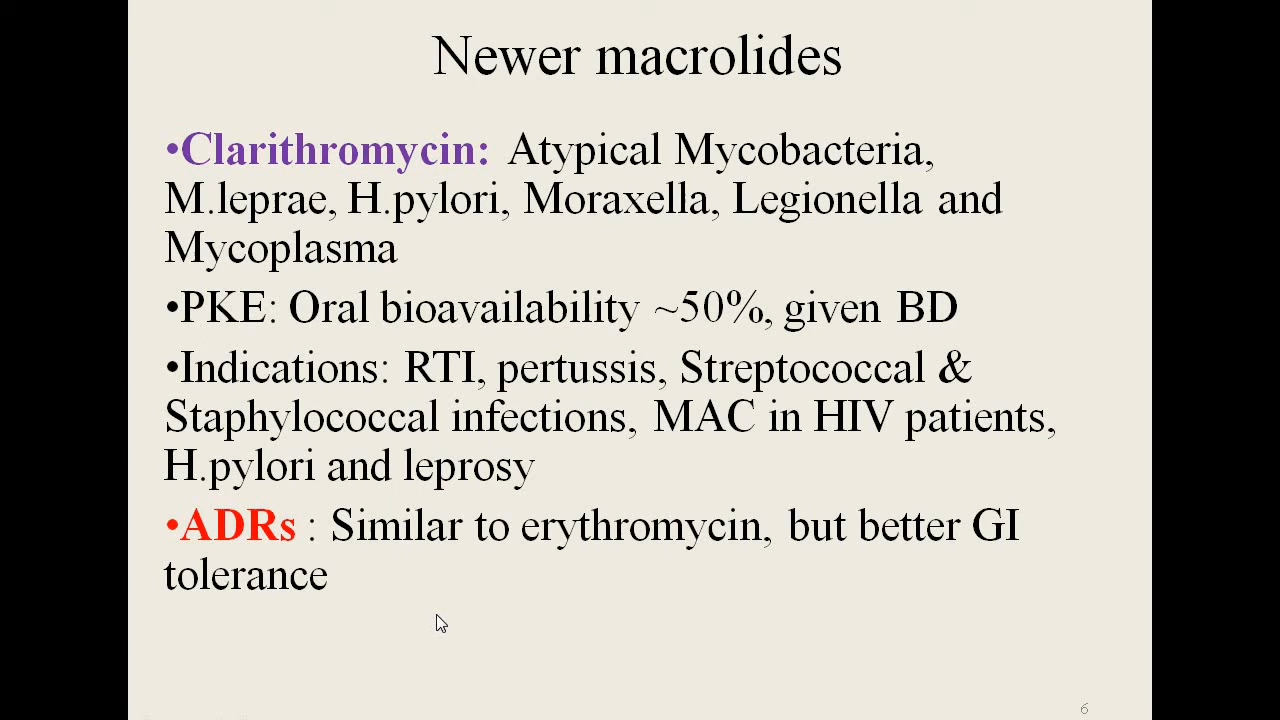 Newer macrolides
•Clarithromycin: Atypical Mycobacteria,
M.leprae, H.pylori, Moraxella, Legionella and
Mycoplasma
•PKE: Oral bioavailability ~50%, given BD
•Indications: RTI, pertussis, Streptococcal &
Staphylococcal infections, MAC in HIV patients,
H.pylori and leprosy
•ADRs : Similar to erythromycin, but better GI
tolerance
6